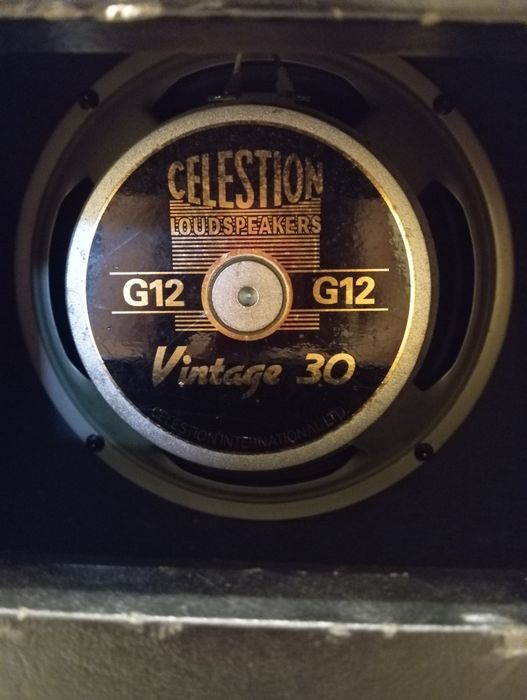 CELESTION
LOUDSPEAKERS
G12 G12
Vintage 30
CELESTION INTERNATIONAL LTD